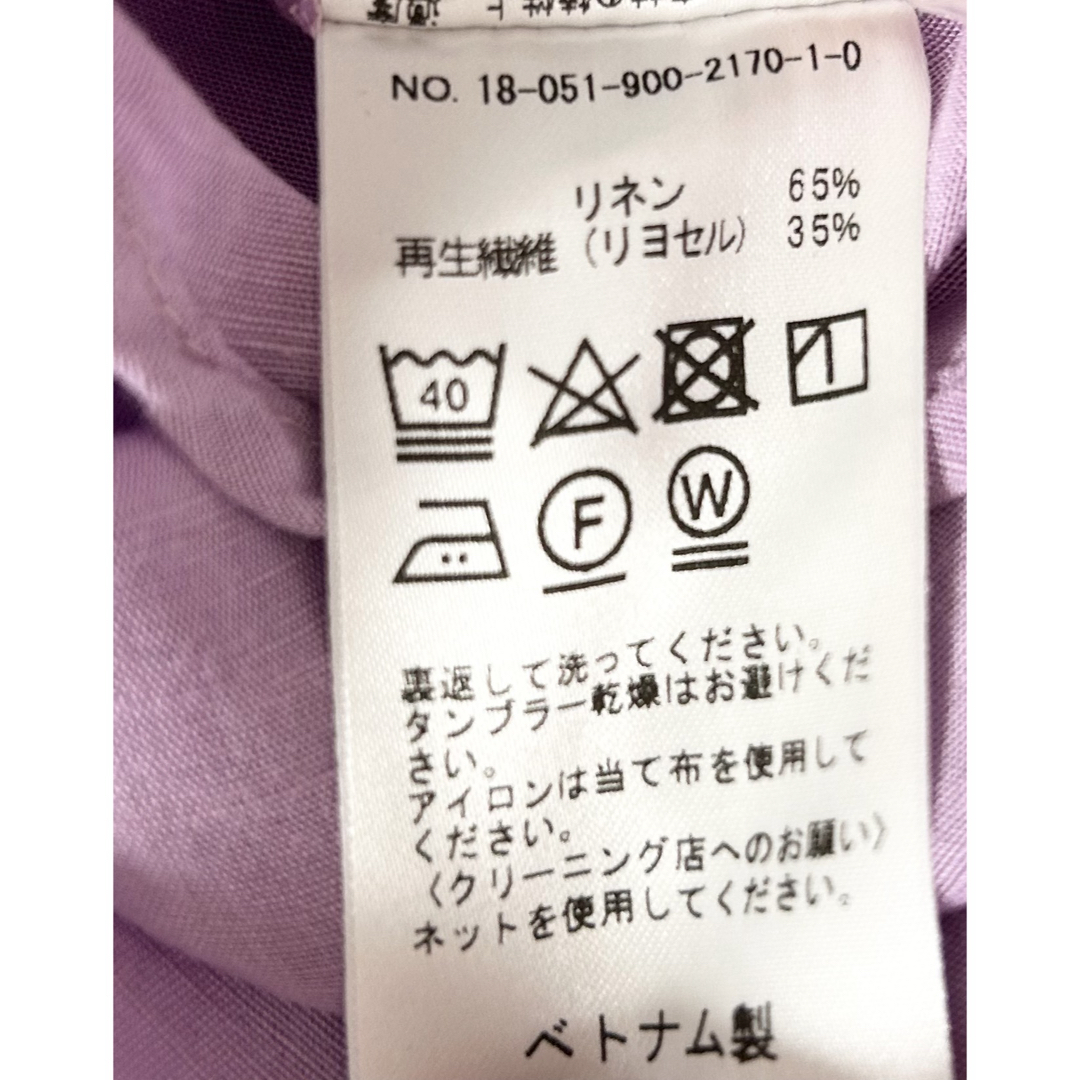 NO. 18-051-900-2170-1-0
リネン 65%
再生繊維 (リヨセル) 35%
40
F
W
裏返して洗ってください。
タンブラー乾燥はお避けくだ
さい。
アイロンは当て布を使用して
ください。
〈クリーニング店へのお願い〉
ネットを使用してください。
ベトナム製